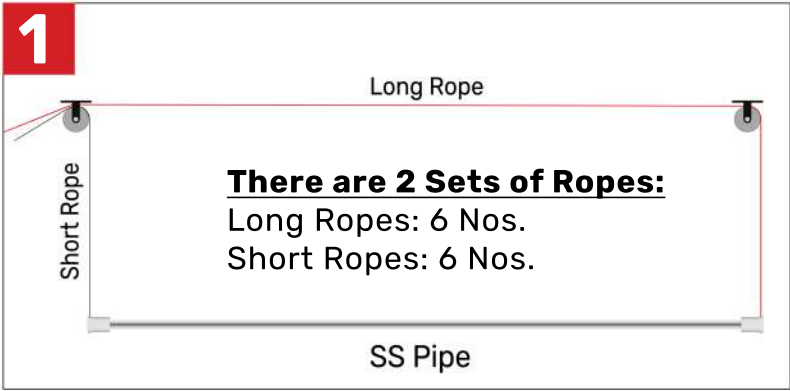 1
Long Rope
Short Rope
There are 2 Sets of Ropes:
Long Ropes: 6 Nos.
Short Ropes: 6 Nos.
SS Pipe